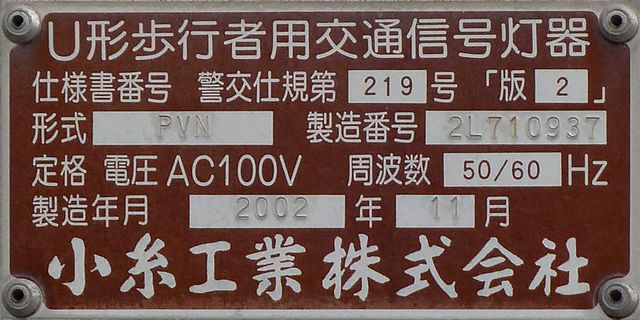 U形歩行者用交通信号灯器
仕様書番号 警交仕規第 219 号 「版 2 」
形式 PVN 製造番号 2L710937
定格 電圧 AC100V 周波数 50/60 Hz
製造年月 2002 年 11 月
小糸工業株式会社